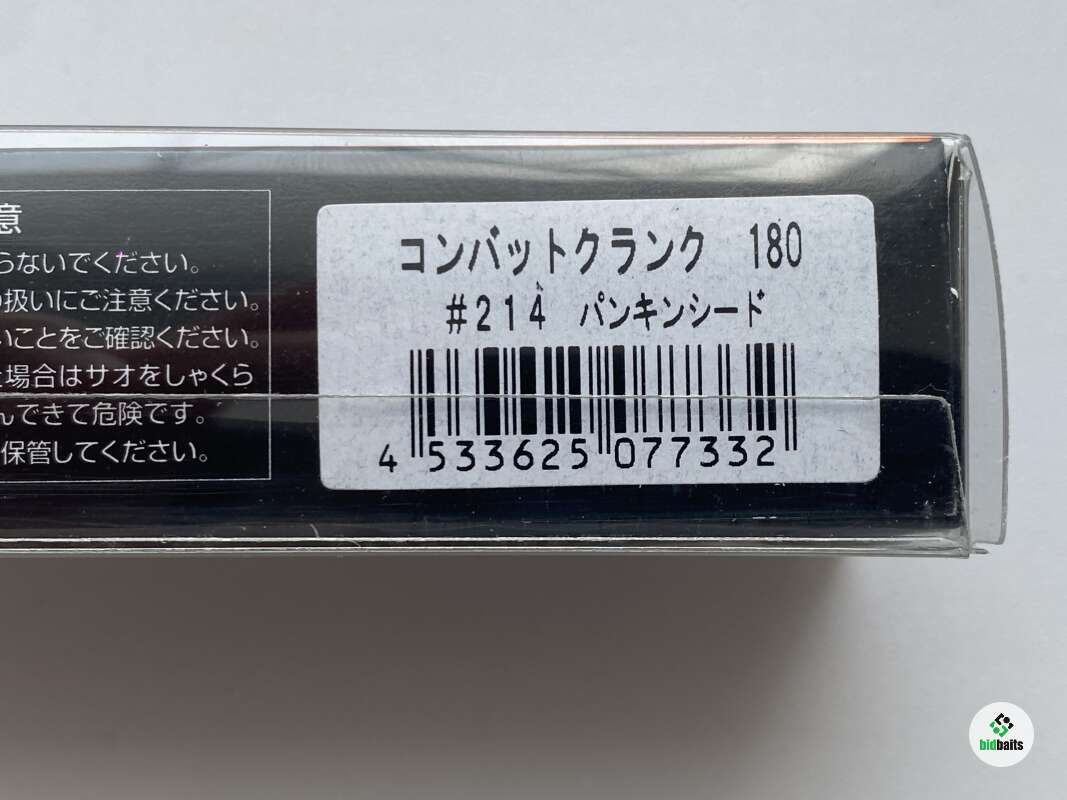 意
らないでください。
扱いにご注意ください。
いことをご確認ください。
場合はサオをしゃくら
んできて危険です。
保管してください。
コンバットクランク 180
#214 パンキンシード
4 533625 077332
bidbaits